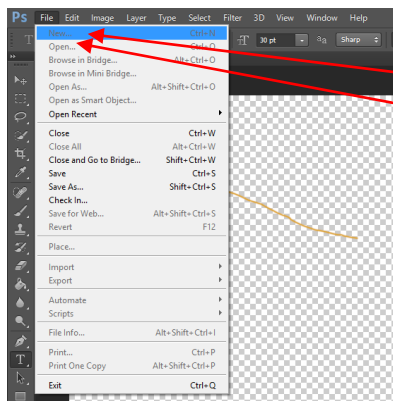 Ps File Edit Image Layer Type Select Filter 3D View Window Help
T T 30 pt aa Sharp
New... Ctrl+N
Open... Ctrl+O
Browse in Bridge... Alt+Ctrl+O
Browse in Mini Bridge...
Open As... Alt+Shift+Ctrl+O
Open as Smart Object...
Open Recent
Close Ctrl+W
Close All Alt+Ctrl+W
Close and Go to Bridge... Shift+Ctrl+W
Save Ctrl+S
Save As... Shift+Ctrl+S
Check In...
Save for Web... Alt+Shift+Ctrl+S
Revert F12
Place...
Import
Export
Automate
Scripts
File Info... Alt+Shift+Ctrl+I
Print... Ctrl+P
Print One Copy Alt+Shift+Ctrl+P
T
Exit Ctrl+Q